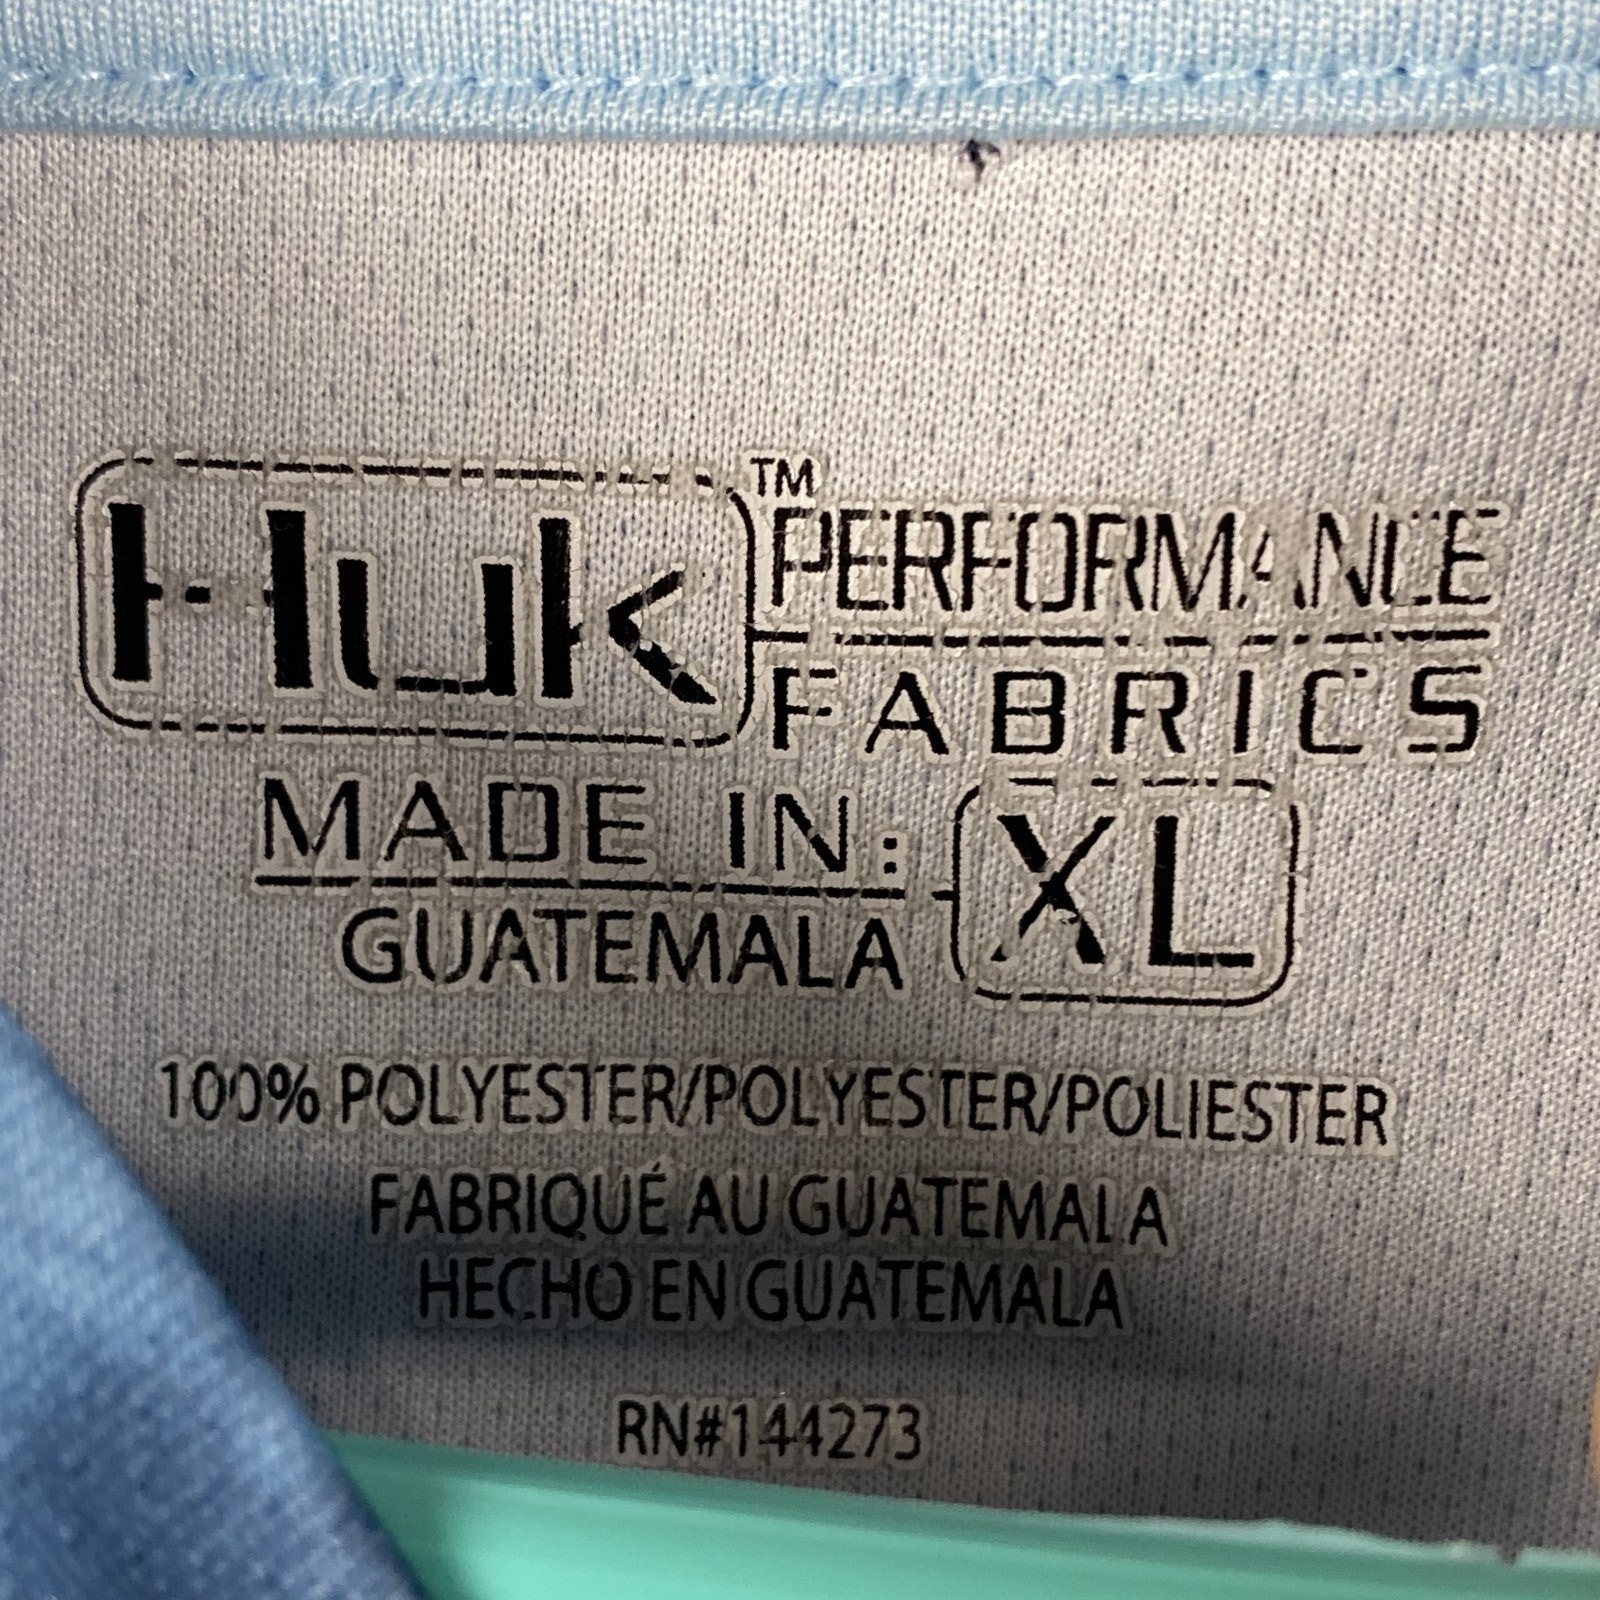 Huk™ PERFORMANCE
FABRICS
MADE IN: XL
GUATEMALA
100% POLYESTER/POLYESTER/POLIESTER
FABRIQUÉ AU GUATEMALA
HECHO EN GUATEMALA
RN#144273